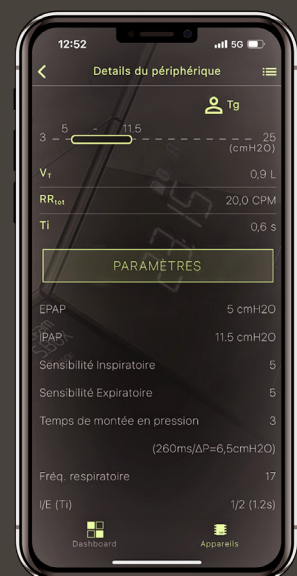 12:52 5G
Details du périphérique
Tg
5 - 11.5
3 25
(cmH2O)
VT 0,9 L
RRtot 20,0 CPM
Ti 0,6 s
PARAMÈTRES
EPAP 5 cmH2O
IPAP 11.5 cmH2O
Sensibilité Inspiratoire 5
Sensibilité Expiratoire 5
Temps de montée en pression 3
(260ms/ΔP=6,5cmH2O)
Fréq. respiratoire 17
I/E (Ti) 1/2 (1.2s)
Dashboard Appareils